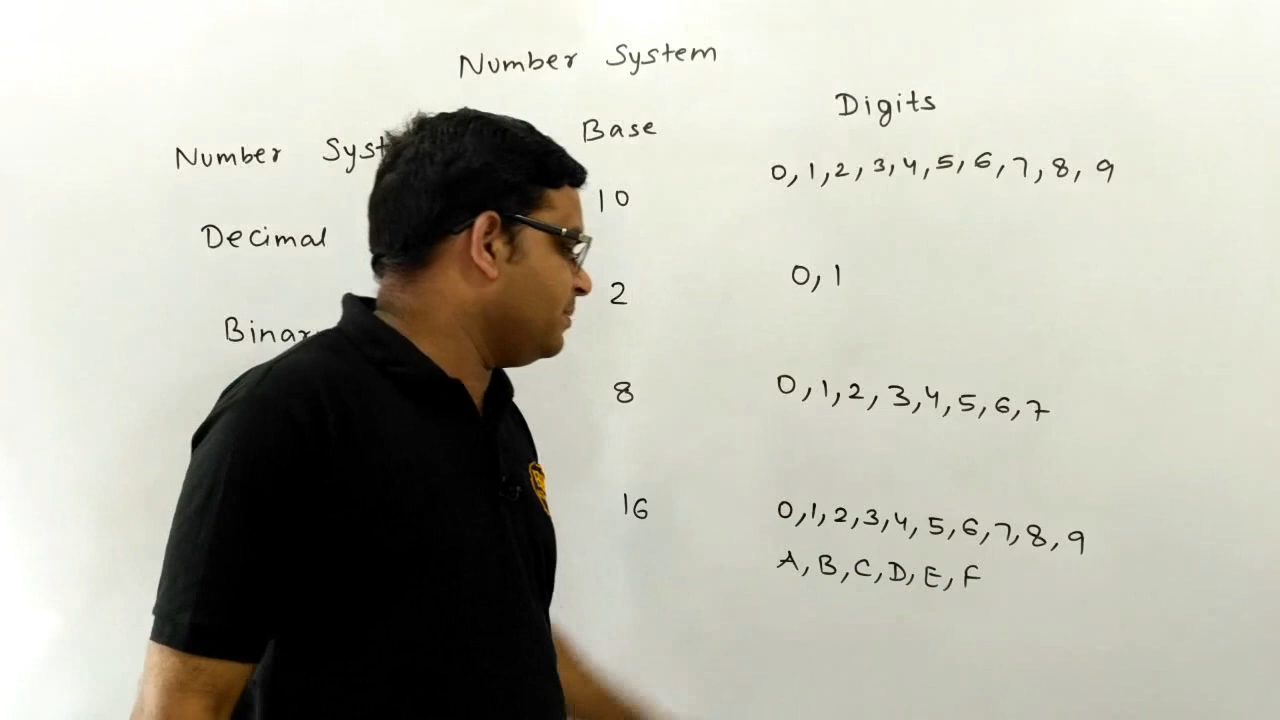 Number System
Number Syst Base Digits
Decimal 10 0, 1, 2, 3, 4, 5, 6, 7, 8, 9
Binary 2 0, 1
8 0, 1, 2, 3, 4, 5, 6, 7
16 0, 1, 2, 3, 4, 5, 6, 7, 8, 9
A, B, C, D, E, F